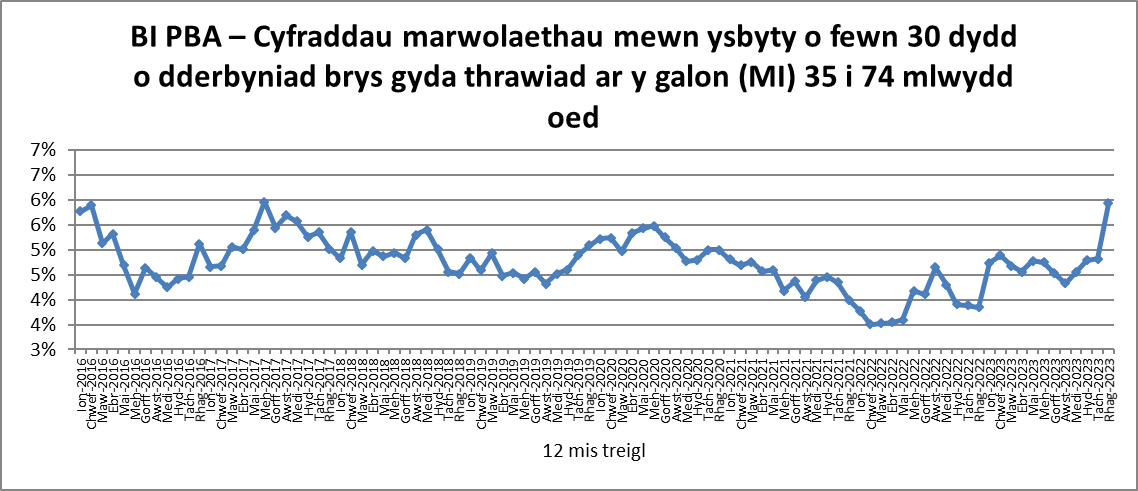 BI PBA – Cyfraddau marwolaethau mewn ysbyty o fewn 30 dydd
o dderbyniad brys gyda thrawiad ar y galon (MI) 35 i 74 mlwydd
oed
7%
7%
6%
6%
5%
5%
4%
4%
3%
Ion-2016
Chwef-2016
Maw-2016
Ebr-2016
Mai-2016
Meh-2016
Gorff-2016
Awst-2016
Medi-2016
Hyd-2016
Tach-2016
Rhag-2016
Ion-2017
Chwef-2017
Maw-2017
Ebr-2017
Mai-2017
Meh-2017
Gorff-2017
Awst-2017
Medi-2017
Hyd-2017
Tach-2017
Rhag-2017
Ion-2018
Chwef-2018
Maw-2018
Ebr-2018
Mai-2018
Meh-2018
Gorff-2018
Awst-2018
Medi-2018
Hyd-2018
Tach-2018
Rhag-2018
Ion-2019
Chwef-2019
Maw-2019
Ebr-2019
Mai-2019
Meh-2019
Gorff-2019
Awst-2019
Medi-2019
Hyd-2019
Tach-2019
Rhag-2019
Ion-2020
Chwef-2020
Maw-2020
Ebr-2020
Mai-2020
Meh-2020
Gorff-2020
Awst-2020
Medi-2020
Hyd-2020
Tach-2020
Rhag-2020
Ion-2021
Chwef-2021
Maw-2021
Ebr-2021
Mai-2021
Meh-2021
Gorff-2021
Awst-2021
Medi-2021
Hyd-2021
Tach-2021
Rhag-2021
Ion-2022
Chwef-2022
Maw-2022
Ebr-2022
Mai-2022
Meh-2022
Gorff-2022
Awst-2022
Medi-2022
Hyd-2022
Tach-2022
Rhag-2022
Ion-2023
Chwef-2023
Maw-2023
Ebr-2023
Mai-2023
Meh-2023
Gorff-2023
Awst-2023
Medi-2023
Hyd-2023
Tach-2023
Rhag-2023
12 mis treigl